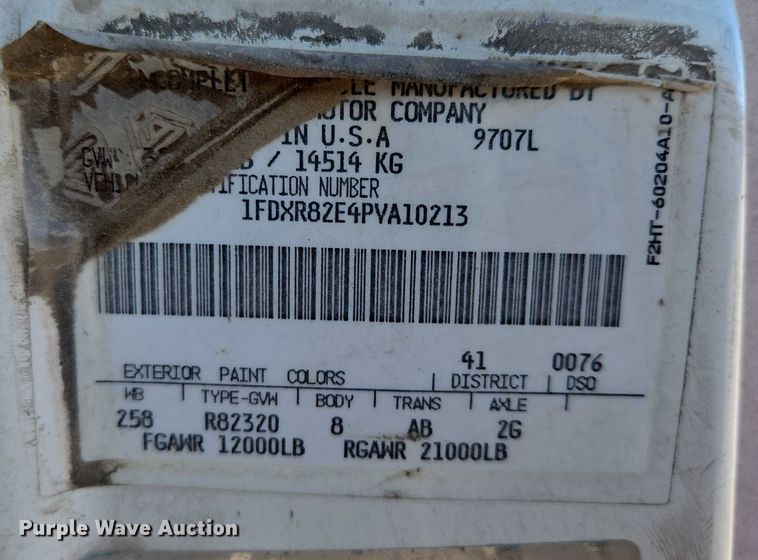 MANUFACTURED BY
MOTOR COMPANY
IN U.S.A 9707L
/ 14514 KG
NUMBER
1FDXR82E4PVA10213
F2HT-60204A10-A
41 0076
EXTERIOR PAINT COLORS DISTRICT DSO
WB TYPE-GVW BODY TRANS AXLE
258 R82320 8 AB 2G
FGAWR 12000LB RGAWR 21000LB
Purple Wave Auction